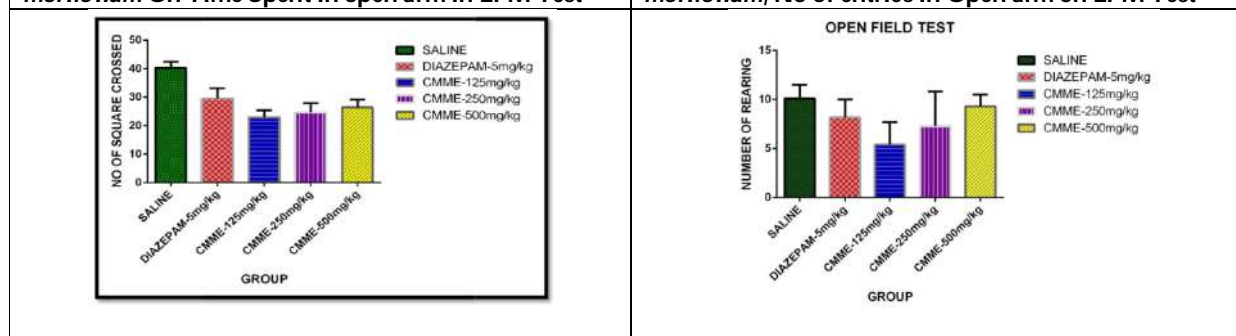 50
40
30
20
10
0
NO OF SQUARE CROSSED
SALINE
DIAZEPAM-5mg/kg
CMME-125mg/kg
CMME-250mg/kg
CMME-500mg/kg
GROUP
SALINE
DIAZEPAM-5mg/kg
CMME-125mg/kg
CMME-250mg/kg
CMME-500mg/kg
OPEN FIELD TEST
15
10
5
0
NUMBER OF REARING
SALINE
DIAZEPAM-5mg/kg
CMME-125mg/kg
CMME-250mg/kg
CMME-500mg/kg
GROUP
SALINE
DIAZEPAM-5mg/kg
CMME-125mg/kg
CMME-250mg/kg
CMME-500mg/kg